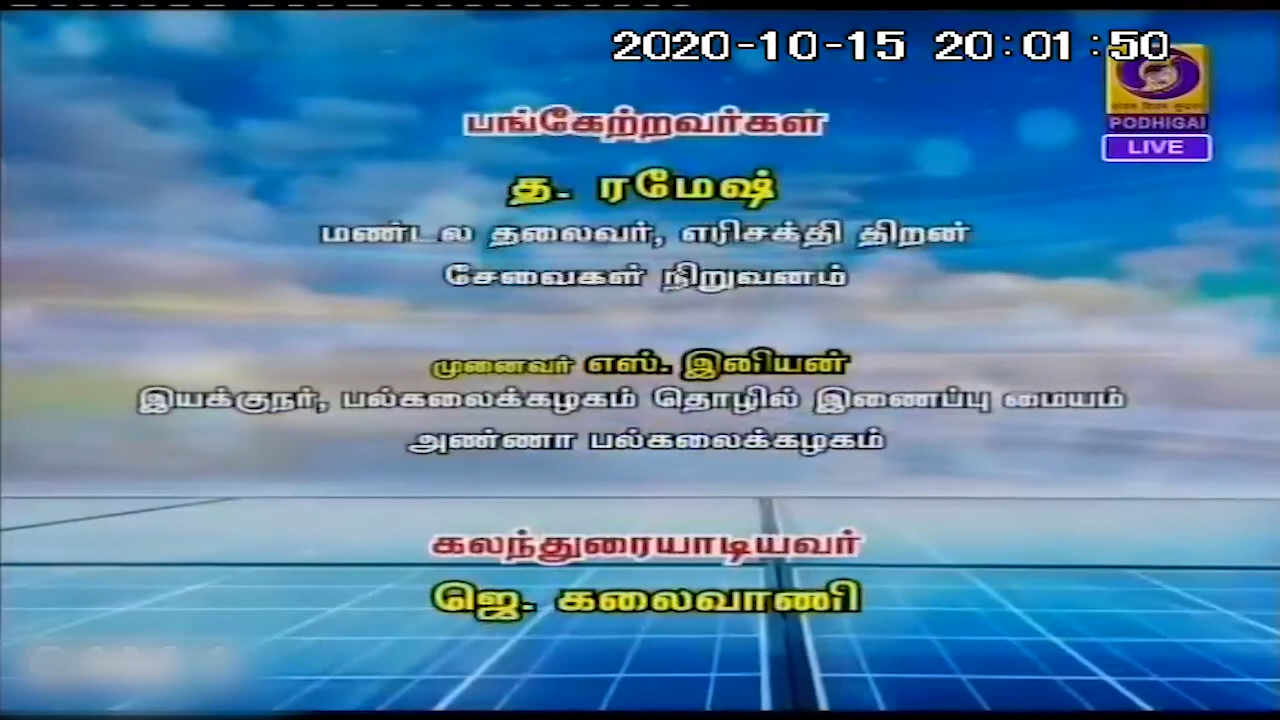 2020-10-15 20:01:50
PODHIGAI
LIVE
பங்கேற்றவர்கள்
த. ரமேஷ்
மண்டல தலைவர், எரிசக்தி திறன்
சேவைகள் நிறுவனம்
முனைவர் எஸ். இனியன்
இயக்குநர், பல்கலைக்கழகம் தொழில் இணைப்பு மையம்
அண்ணா பல்கலைக்கழகம்
கலந்துரையாடியவர்
ஜெ. கலைவாணி